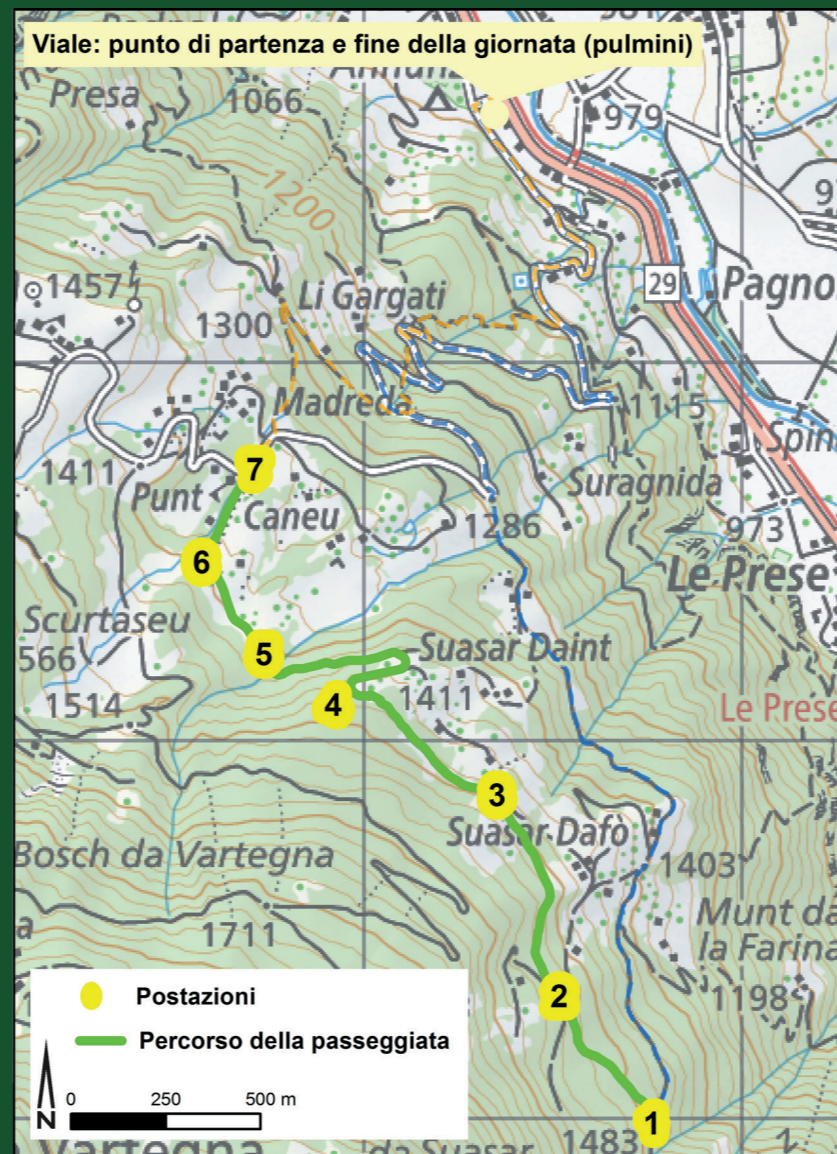 Viale: punto di partenza e fine della giornata (pulmini)
Presa
1066
979
1200
1457
29
Pagno
Li Gargati
1300
Madreda
1115
Spin
7
1411
Punt
Caneu
Suragnida
1286
973
6
Le Prese
Scurtaseu
566
5
Suasar Daint
1514
4
1411
Le Prese
3
Suasar Dafò
Bosch da Vartegna
1403
1711
Munt da
la Farina
2
1198
Postazioni
Percorso della passeggiata
0 250 500 m
N
1
1483
Vartegna
da Suasar